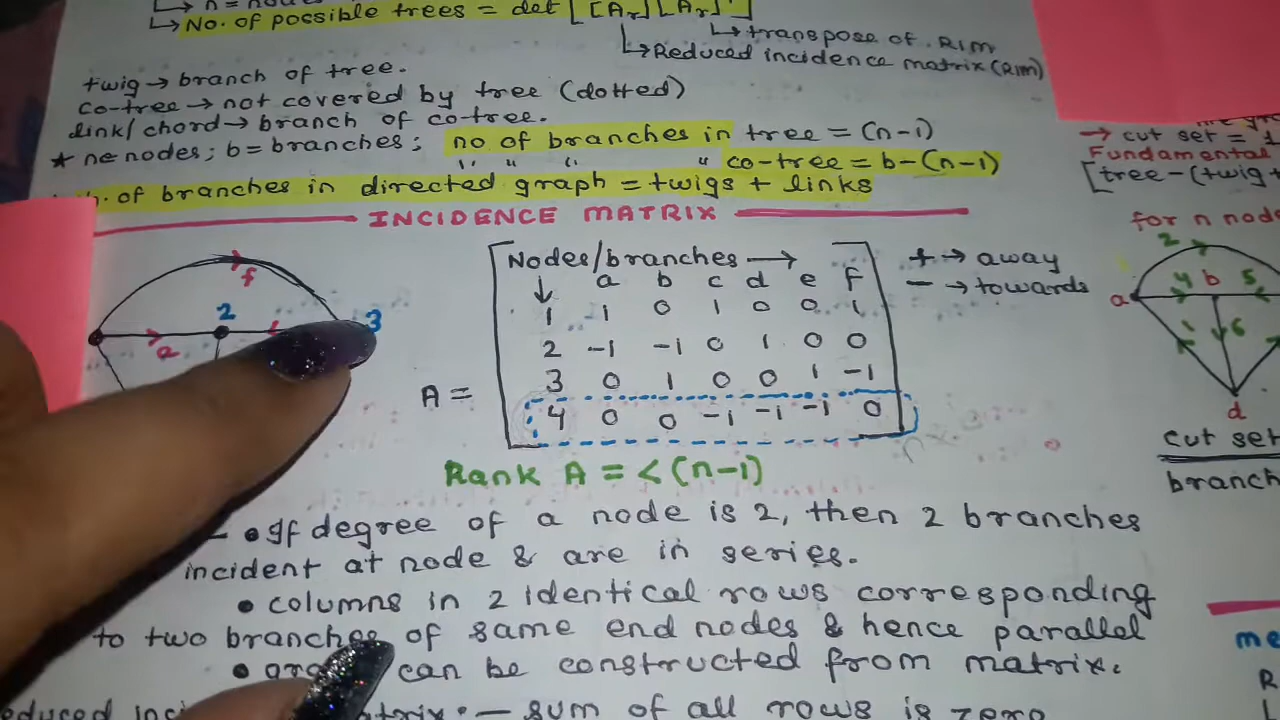 ↳ No. of possible trees = det [[Ar][Ar]ᵀ]
↳ transpose of RIM
↳ Reduced incidence matrix (RIM)
twig → branch of tree.
co-tree → not covered by tree (dotted)
link/chord → branch of co-tree.
* n= nodes; b= branches; no of branches in tree = (n-1)
" " " " co-tree = b-(n-1)
of branches in directed graph = twigs + links
INCIDENCE MATRIX
f
2
3
a
A =
Nodes/branches →
↓ a b c d e f
1 1 0 1 0 0 1
2 -1 -1 0 1 0 0
3 0 1 0 0 1 -1
4 0 0 -1 -1 -1 0
+ → away
- → towards
Rank A = <(n-1)
• If degree of a node is 2, then 2 branches
incident at node & are in series.
• columns in 2 identical rows corresponding
to two branches of same end nodes & hence parallel
• can be constructed from matrix.
— sum of all rows is zero
→ cut set = 1
Fundamental
[tree-(twig+
for n node
2
a 4 b 5
1 6
d
cut set
branch
me
R